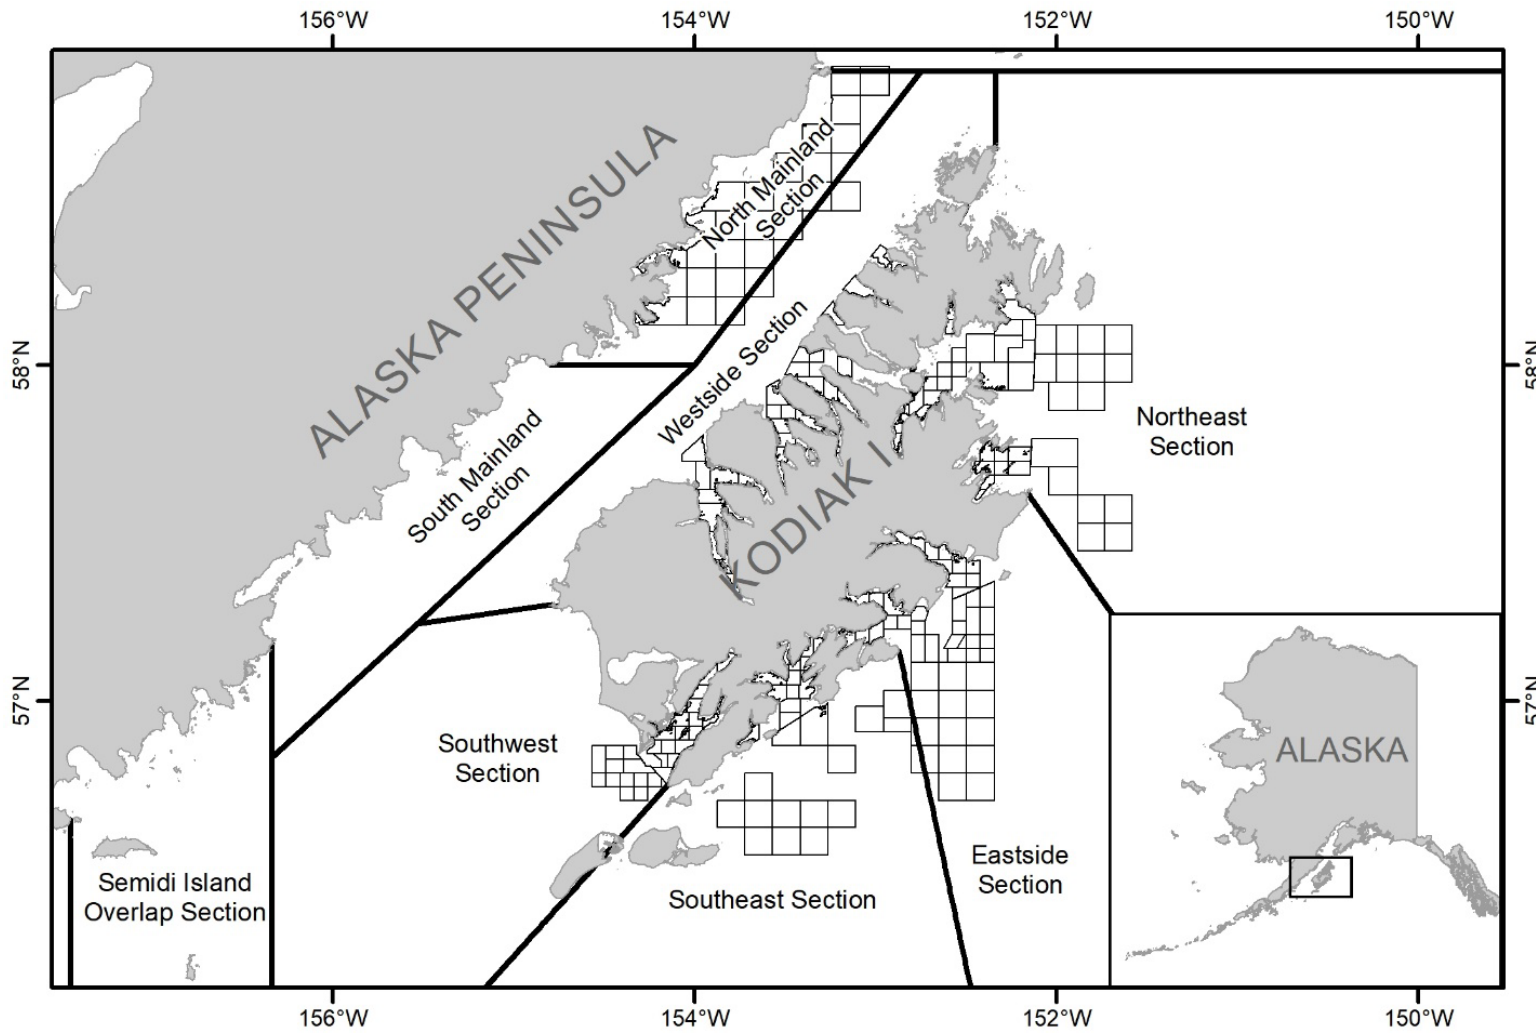 156°W 154°W 152°W 150°W
ALASKA PENINSULA
North Mainland
Section
58°N
58°N
Westside Section
South Mainland
Section
Northeast
Section
KODIAK I
57°N
57°N
Southwest
Section
ALASKA
Semidi Island
Overlap Section
Southeast Section
Eastside
Section
156°W 154°W 152°W 150°W